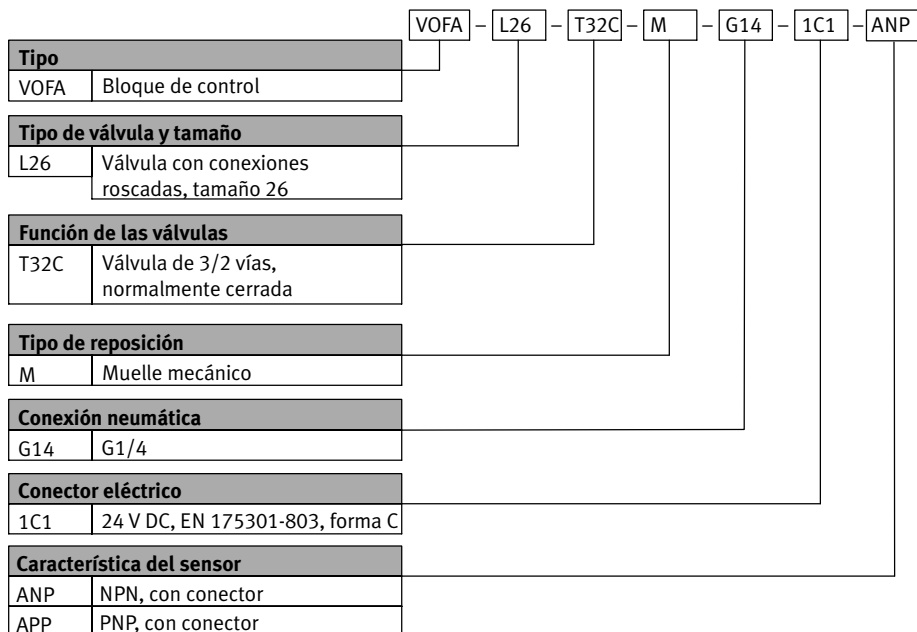 VOFA – L26 – T32C – M – G14 – 1C1 – ANP
Tipo
VOFA Bloque de control
Tipo de válvula y tamaño
L26 Válvula con conexiones
roscadas, tamaño 26
Función de las válvulas
T32C Válvula de 3/2 vías,
normalmente cerrada
Tipo de reposición
M Muelle mecánico
Conexión neumática
G14 G1/4
Conector eléctrico
1C1 24 V DC, EN 175301-803, forma C
Característica del sensor
ANP NPN, con conector
APP PNP, con conector